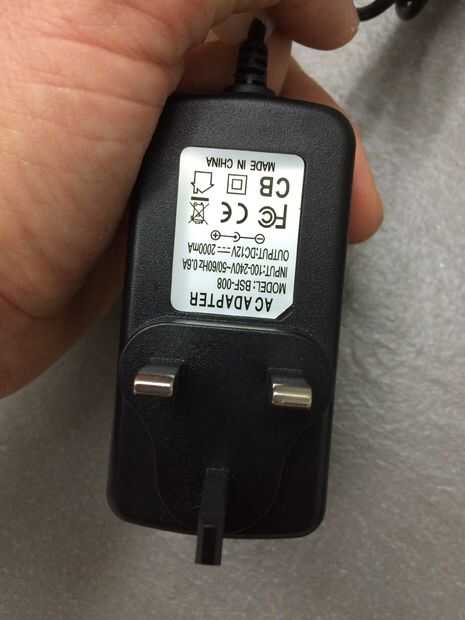 AC ADAPTER
MODEL: BSF-008
INPUT:100-240V~50/60Hz 0.6A
OUTPUT:DC12V⎓2000mA
FC CE
CB
MADE IN CHINA